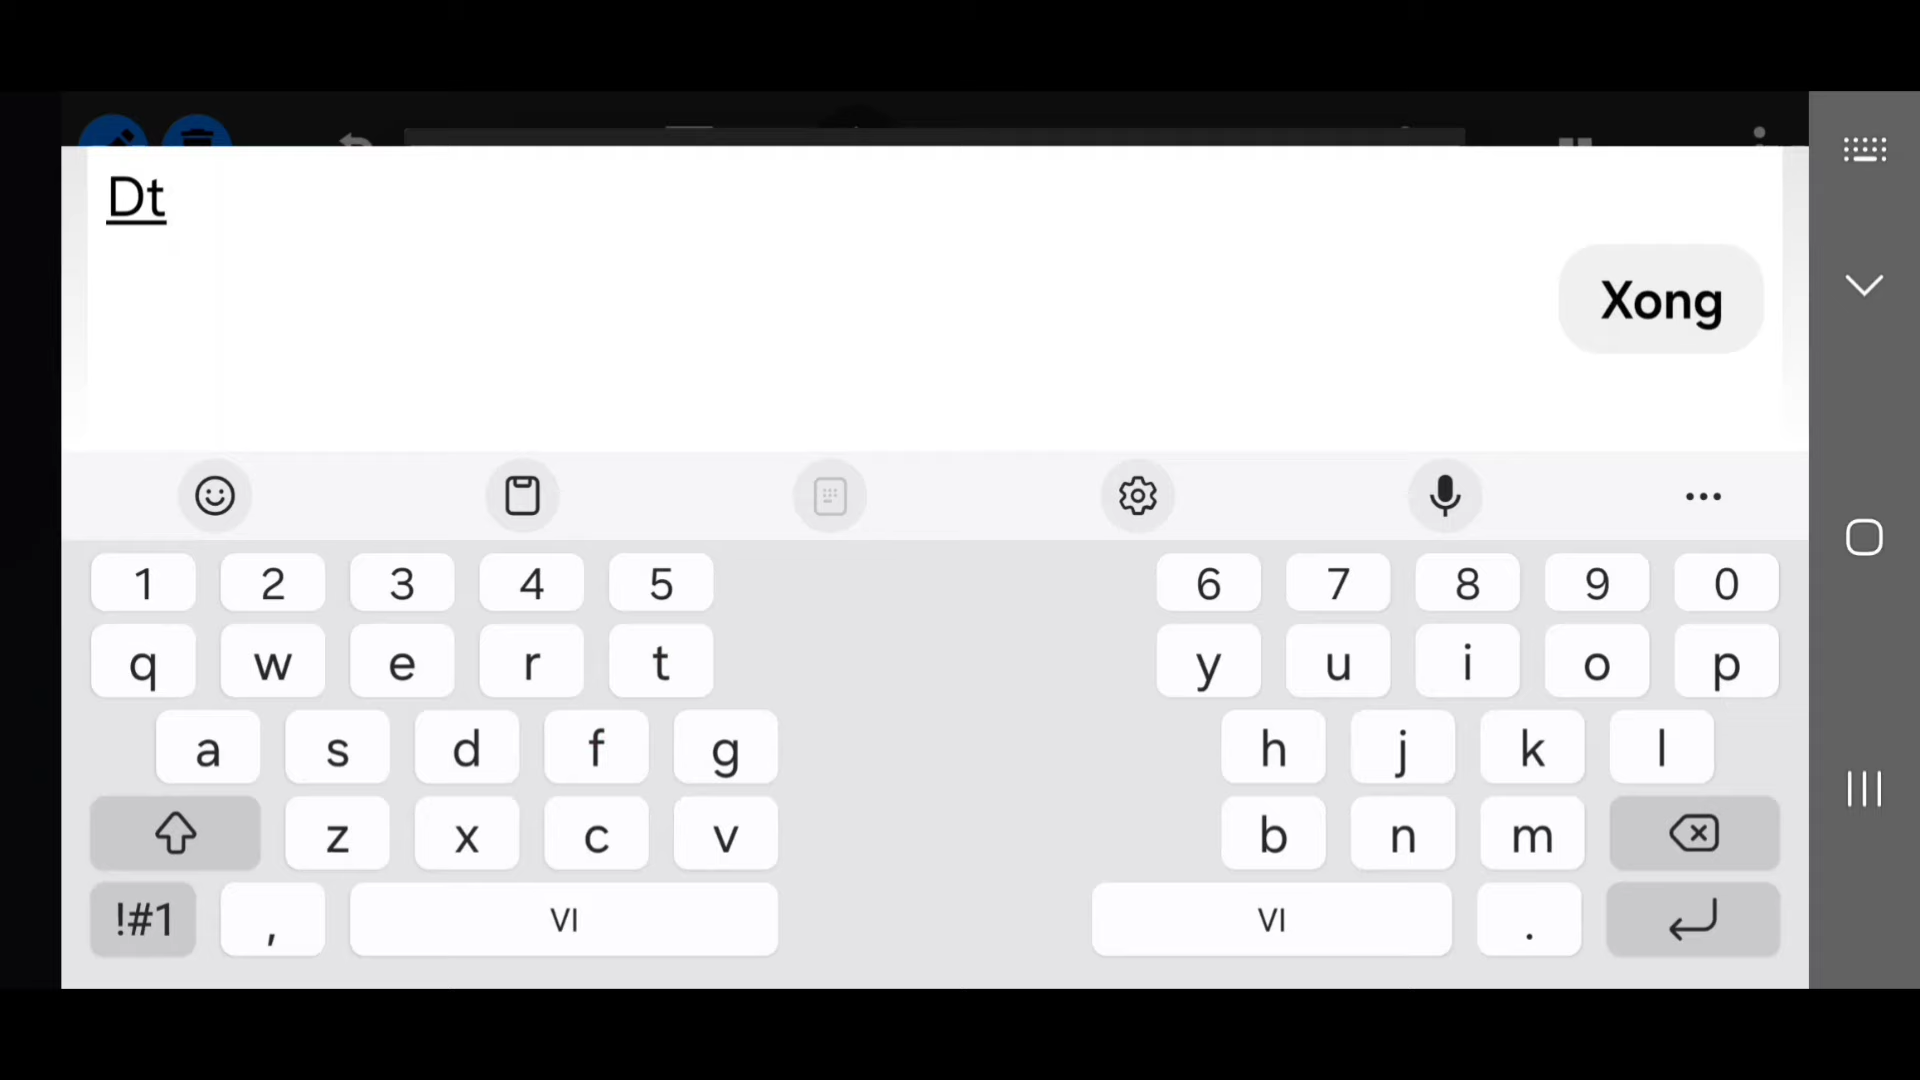 Dt
Xong
1 2 3 4 5 6 7 8 9 0
q w e r t y u i o p
a s d f g h j k l
z x c v b n m
!#1 , VI VI .